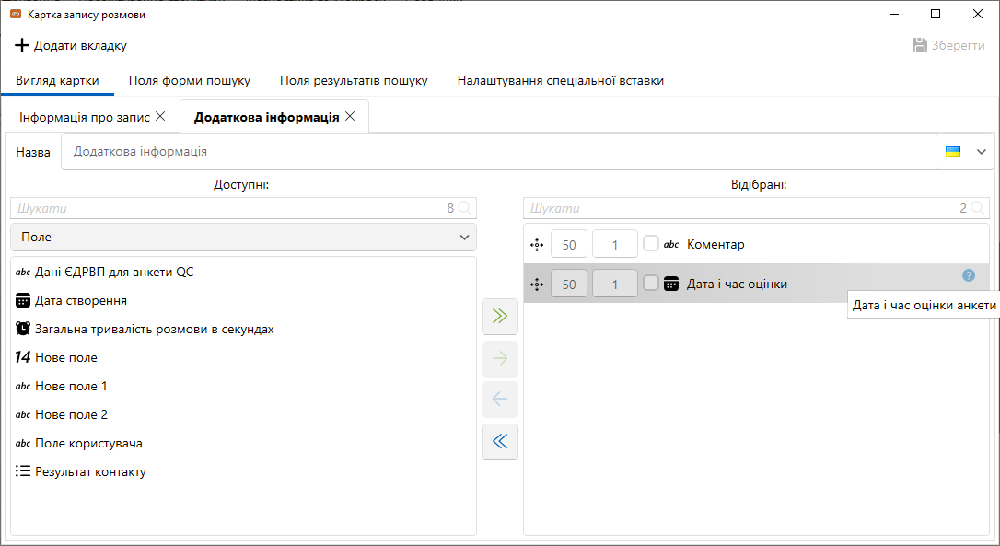 Картка запису розмови
Додати вкладку
Зберегти
Вигляд картки
Поля форми пошуку
Поля результатів пошуку
Налаштування спеціальної вставки
Інформація про запис
Додаткова інформація
Назва
Додаткова інформація
Доступні:
Відібрані:
Шукати
8
Шукати
2
Поле
abc Дані ЄДРВП для анкети QC
Дата створення
Загальна тривалість розмови в секундах
14 Нове поле
abc Нове поле 1
abc Нове поле 2
abc Поле користувача
Результат контакту
50 1 abc Коментар
50 1 Дата і час оцінки ?
Дата і час оцінки анкети